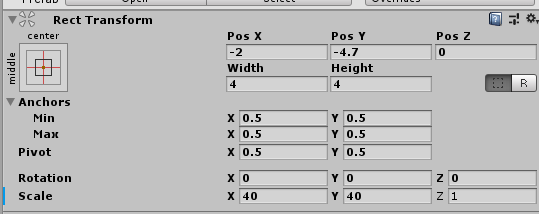 Prefab Open Select Overrides
Rect Transform
center
middle
Pos X Pos Y Pos Z
-2 -4.7 0
Width Height
4 4
R
Anchors
Min X 0.5 Y 0.5
Max X 0.5 Y 0.5
Pivot X 0.5 Y 0.5
Rotation X 0 Y 0 Z 0
Scale X 40 Y 40 Z 1